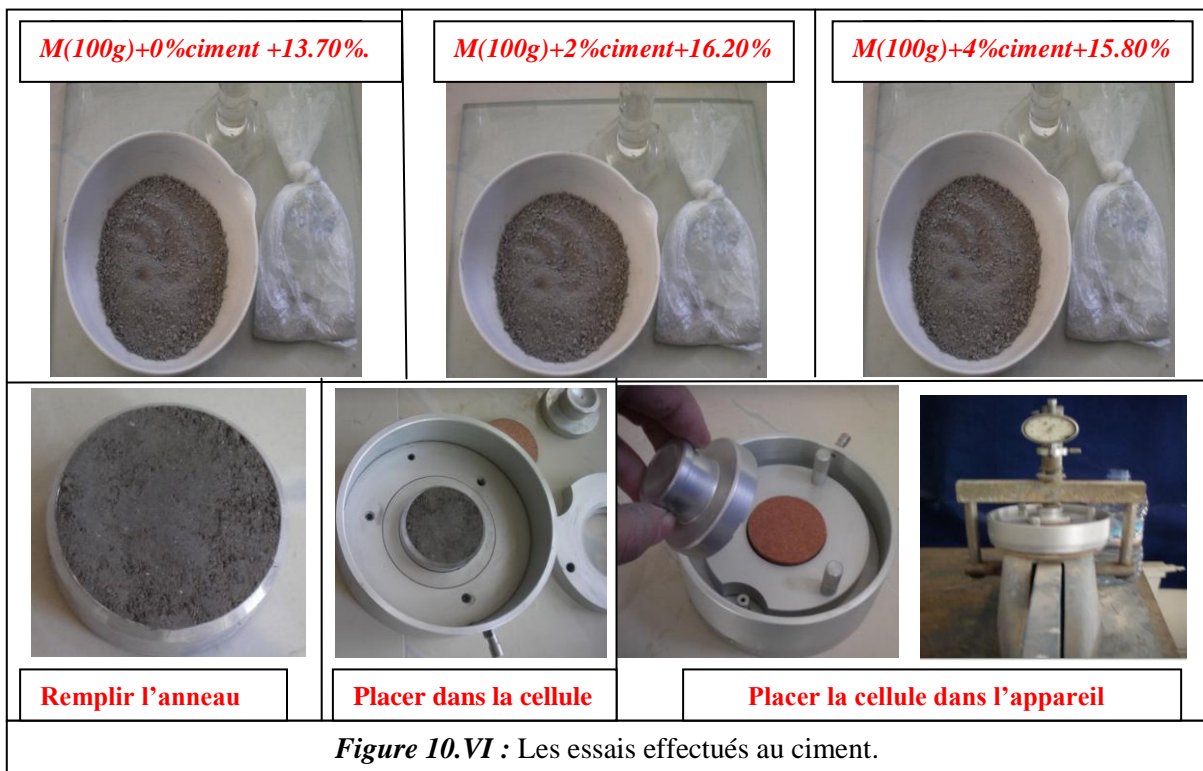 M(100g)+0%ciment +13.70%.
M(100g)+2%ciment+16.20%
M(100g)+4%ciment+15.80%
Remplir l’anneau
Placer dans la cellule
Placer la cellule dans l’appareil
Figure 10.VI : Les essais effectués au ciment.